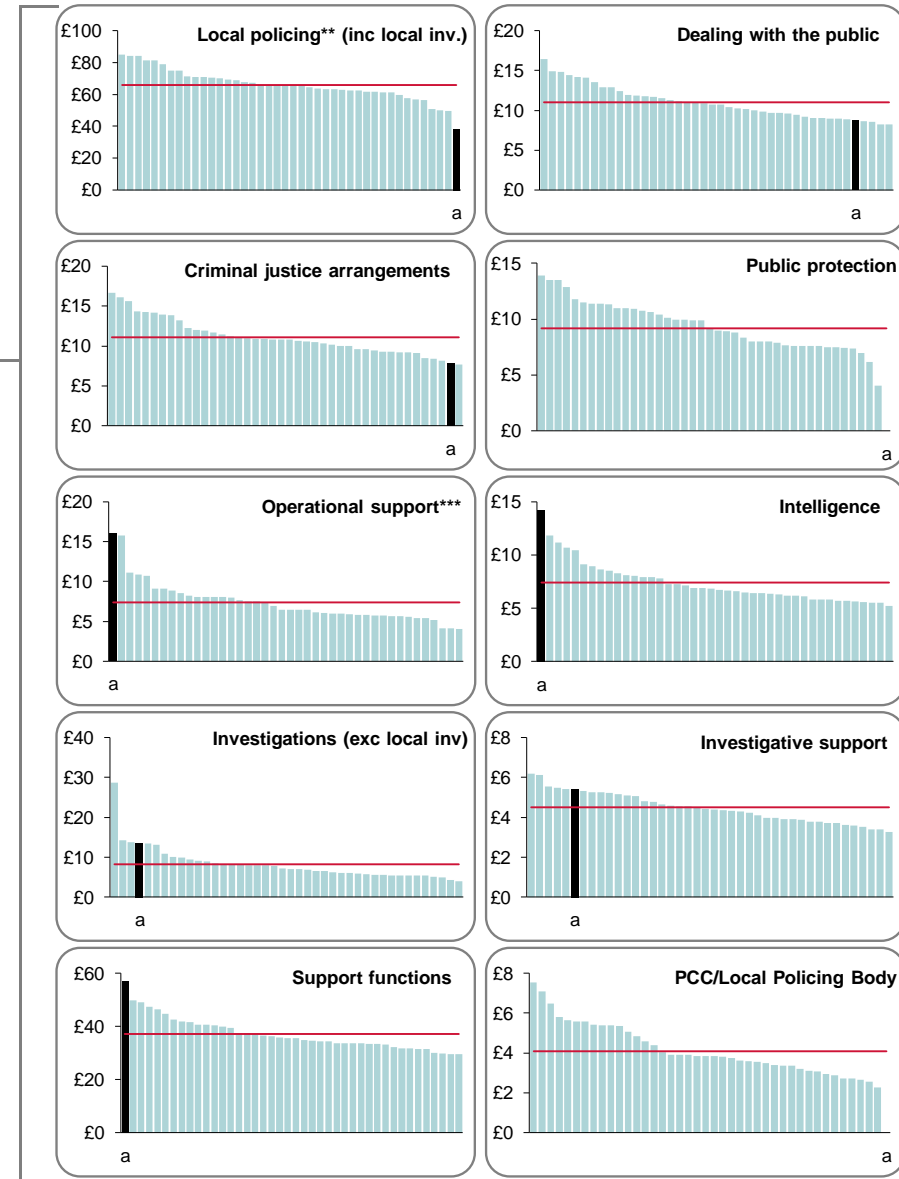 Local policing** (inc local inv.)
£100
£80
£60
£40
£20
£0
a
Dealing with the public
£20
£15
£10
£5
£0
a
Criminal justice arrangements
£20
£15
£10
£5
£0
a
Public protection
£15
£10
£5
£0
a
Operational support***
£20
£15
£10
£5
£0
a
Intelligence
£15
£10
£5
£0
a
Investigations (exc local inv)
£40
£30
£20
£10
£0
a
Investigative support
£8
£6
£4
£2
£0
a
Support functions
£60
£40
£20
£0
a
PCC/Local Policing Body
£8
£6
£4
£2
£0
a